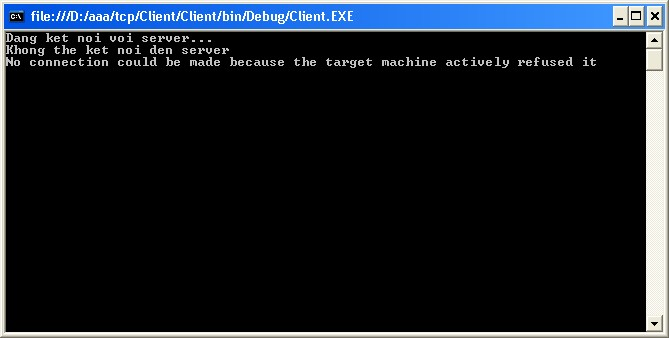 file:///D:/aaa/tcp/Client/Client/bin/Debug/Client.EXE
Dang ket noi voi server...
Khong the ket noi den server
No connection could be made because the target machine actively refused it